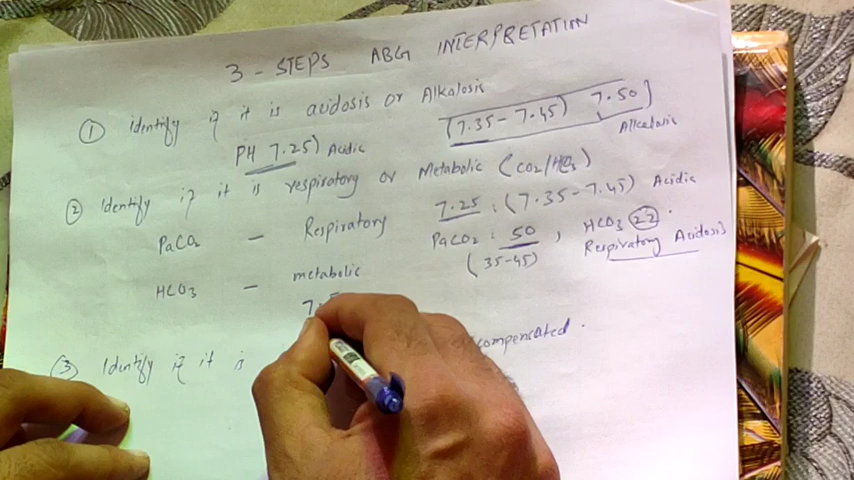 3 - STEPS ABG INTERPRETATION
① Identify if it is acidosis or Alkalosis
(7.35-7.45) 7.50]
PH 7.25) Acidic
Alkalosis
② Identify if it is respiratory or Metabolic (CO2/HCO3)
7.25 : (7.35-7.45) Acidic
PaCO2 - Respiratory
PaCO2 : 50 , HCO3 22.
(35-45)
Respiratory Acidosis
HCO3 - metabolic
③ Identify if it is compensated.